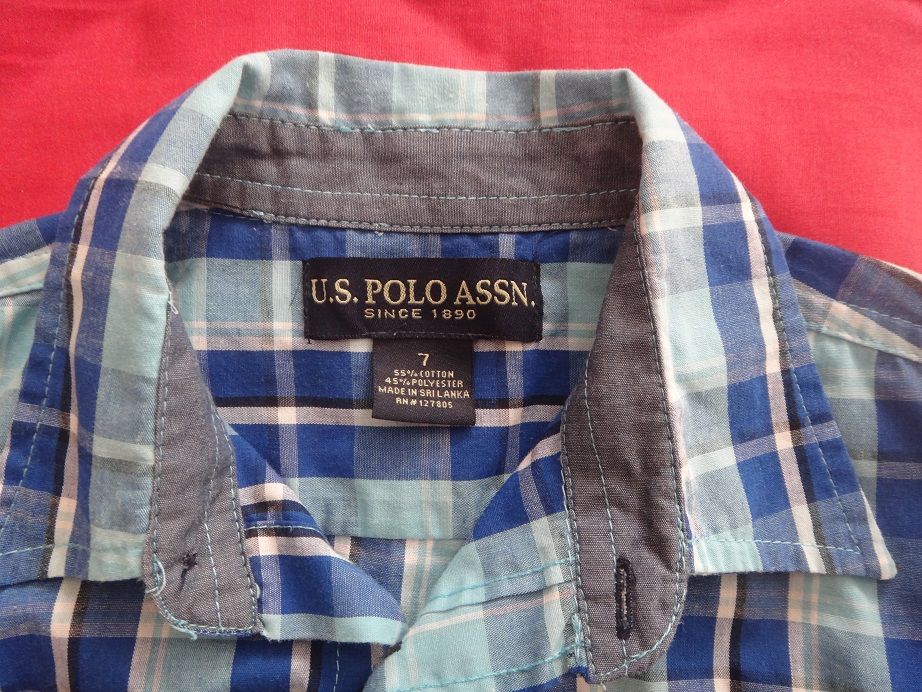 U.S. POLO ASSN.
SINCE 1890
7
55% COTTON
45% POLYESTER
MADE IN SRI LANKA
RN# 127805